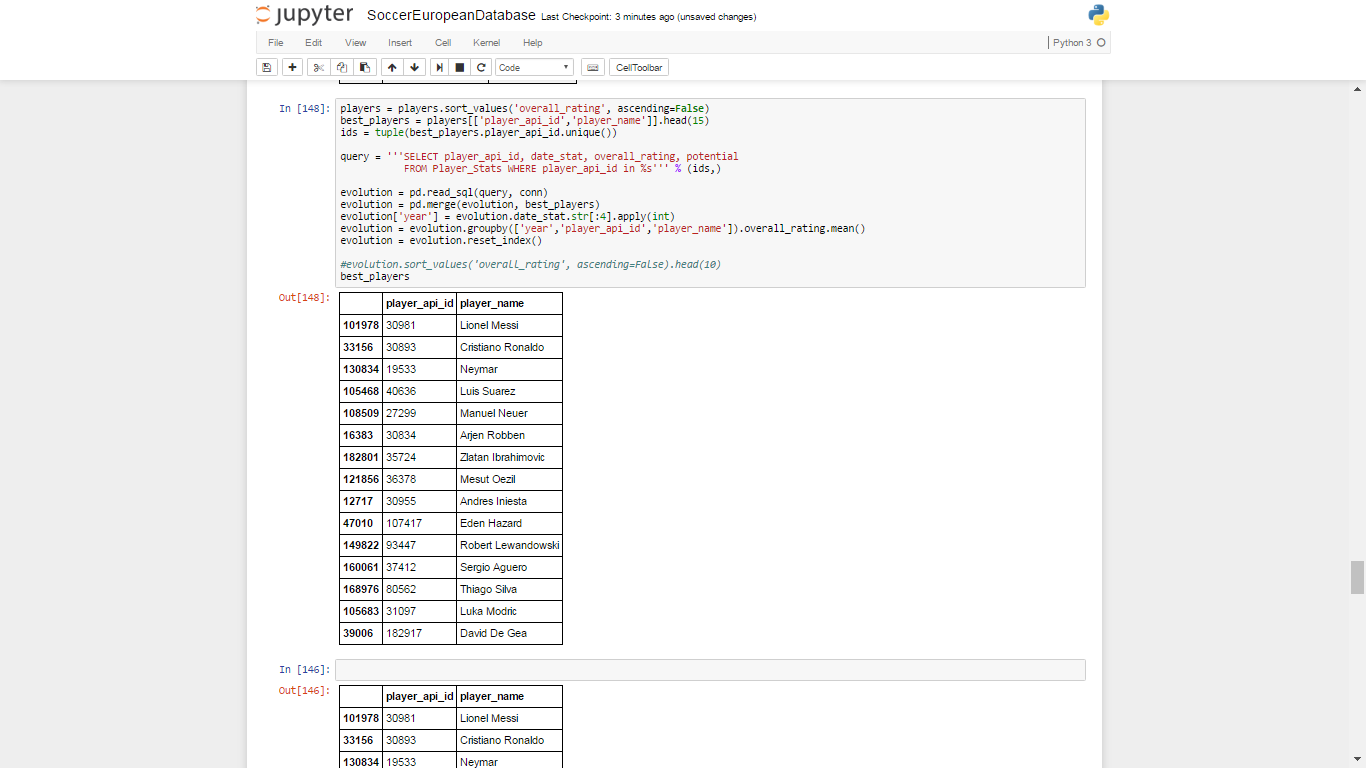 jupyter SoccerEuropeanDatabase Last Checkpoint: 3 minutes ago (unsaved changes)
File Edit View Insert Cell Kernel Help Python 3
Code CellToolbar
In [148]: players = players.sort_values('overall_rating', ascending=False)
best_players = players[['player_api_id','player_name']].head(15)
ids = tuple(best_players.player_api_id.unique())
query = '''SELECT player_api_id, date_stat, overall_rating, potential
FROM Player_Stats WHERE player_api_id in %s''' % (ids,)
evolution = pd.read_sql(query, conn)
evolution = pd.merge(evolution, best_players)
evolution['year'] = evolution.date_stat.str[:4].apply(int)
evolution = evolution.groupby(['year','player_api_id','player_name']).overall_rating.mean()
evolution = evolution.reset_index()
#evolution.sort_values('overall_rating', ascending=False).head(10)
best_players
Out[148]:
player_api_id player_name
101978 30981 Lionel Messi
33156 30893 Cristiano Ronaldo
130834 19533 Neymar
105468 40636 Luis Suarez
108509 27299 Manuel Neuer
16383 30834 Arjen Robben
182801 35724 Zlatan Ibrahimovic
121856 36378 Mesut Oezil
12717 30955 Andres Iniesta
47010 107417 Eden Hazard
149822 93447 Robert Lewandowski
160061 37412 Sergio Aguero
168976 80562 Thiago Silva
105683 31097 Luka Modric
39006 182917 David De Gea
In [146]:
Out[146]:
player_api_id player_name
101978 30981 Lionel Messi
33156 30893 Cristiano Ronaldo
130834 19533 Neymar